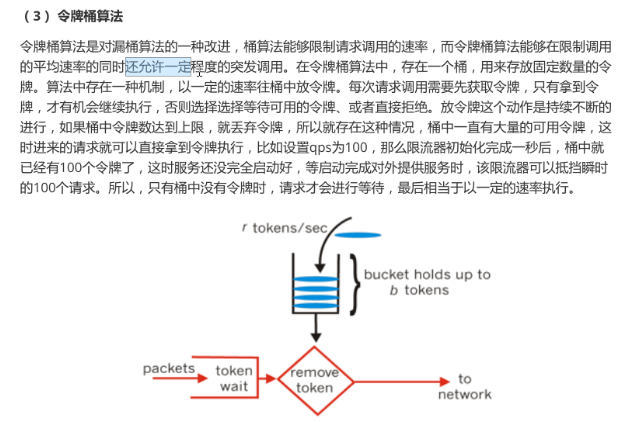 （3）令牌桶算法
令牌桶算法是对漏桶算法的一种改进，桶算法能够限制请求调用的速率，而令牌桶算法能够在限制调用
的平均速率的同时还允许一定程度的突发调用。在令牌桶算法中，存在一个桶，用来存放固定数量的令
牌。算法中存在一种机制，以一定的速率往桶中放令牌。每次请求调用需要先获取令牌，只有拿到令
牌，才有机会继续执行，否则选择选择等待可用的令牌、或者直接拒绝。放令牌这个动作是持续不断的
进行，如果桶中令牌数达到上限，就丢弃令牌，所以就存在这种情况，桶中一直有大量的可用令牌，这
时进来的请求就可以直接拿到令牌执行，比如设置qps为100，那么限流器初始化完成一秒后，桶中就
已经有100个令牌了，这时服务还没完全启动好，等启动完成对外提供服务时，该限流器可以抵挡瞬时
的100个请求。所以，只有桶中没有令牌时，请求才会进行等待，最后相当于以一定的速率执行。
r tokens/sec
bucket holds up to
b tokens
packets
token
wait
remove
token
to
network